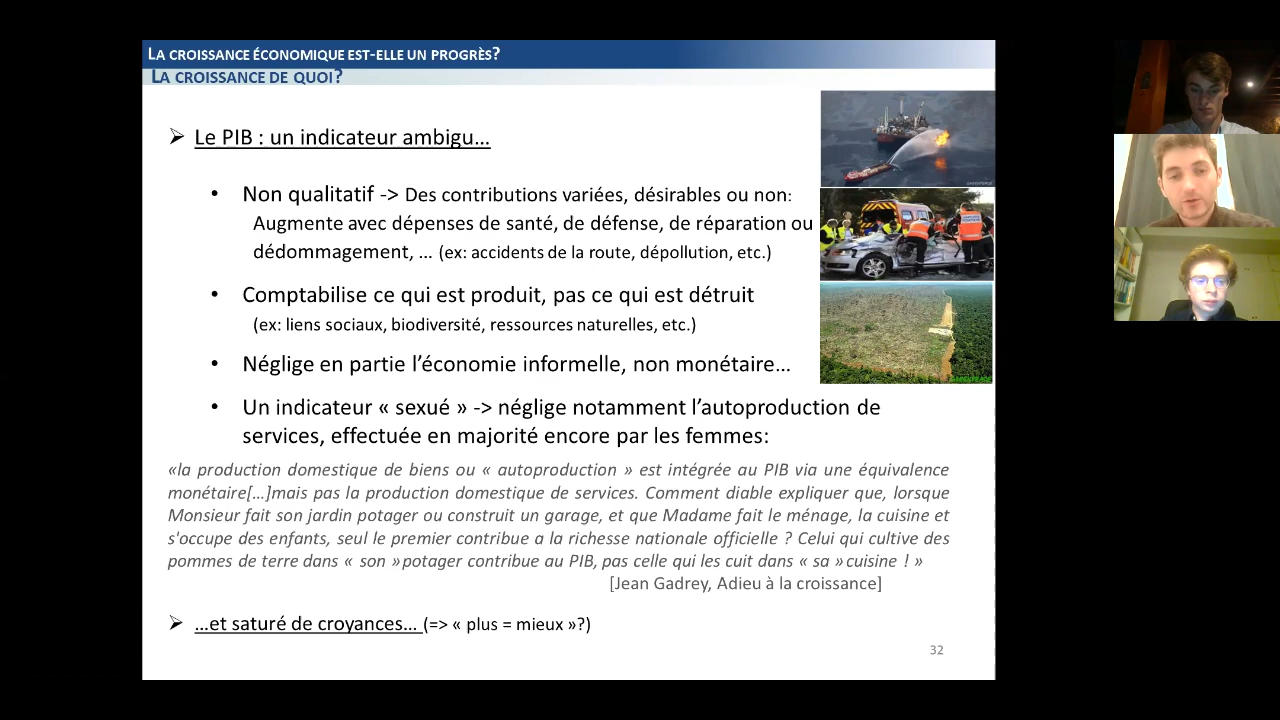 LA CROISSANCE ÉCONOMIQUE EST-ELLE UN PROGRÈS?
LA CROISSANCE DE QUOI?
➢ Le PIB : un indicateur ambigu…
• Non qualitatif -> Des contributions variées, désirables ou non:
Augmente avec dépenses de santé, de défense, de réparation ou
dédommagement, … (ex: accidents de la route, dépollution, etc.)
• Comptabilise ce qui est produit, pas ce qui est détruit
(ex: liens sociaux, biodiversité, ressources naturelles, etc.)
• Néglige en partie l’économie informelle, non monétaire…
• Un indicateur « sexué » -> néglige notamment l’autoproduction de
services, effectuée en majorité encore par les femmes:
«la production domestique de biens ou « autoproduction » est intégrée au PIB via une équivalence
monétaire[…]mais pas la production domestique de services. Comment diable expliquer que, lorsque
Monsieur fait son jardin potager ou construit un garage, et que Madame fait le ménage, la cuisine et
s'occupe des enfants, seul le premier contribue a la richesse nationale officielle ? Celui qui cultive des
pommes de terre dans « son »potager contribue au PIB, pas celle qui les cuit dans « sa »cuisine ! »
[Jean Gadrey, Adieu à la croissance]
➢ …et saturé de croyances… (=> « plus = mieux »?)
32